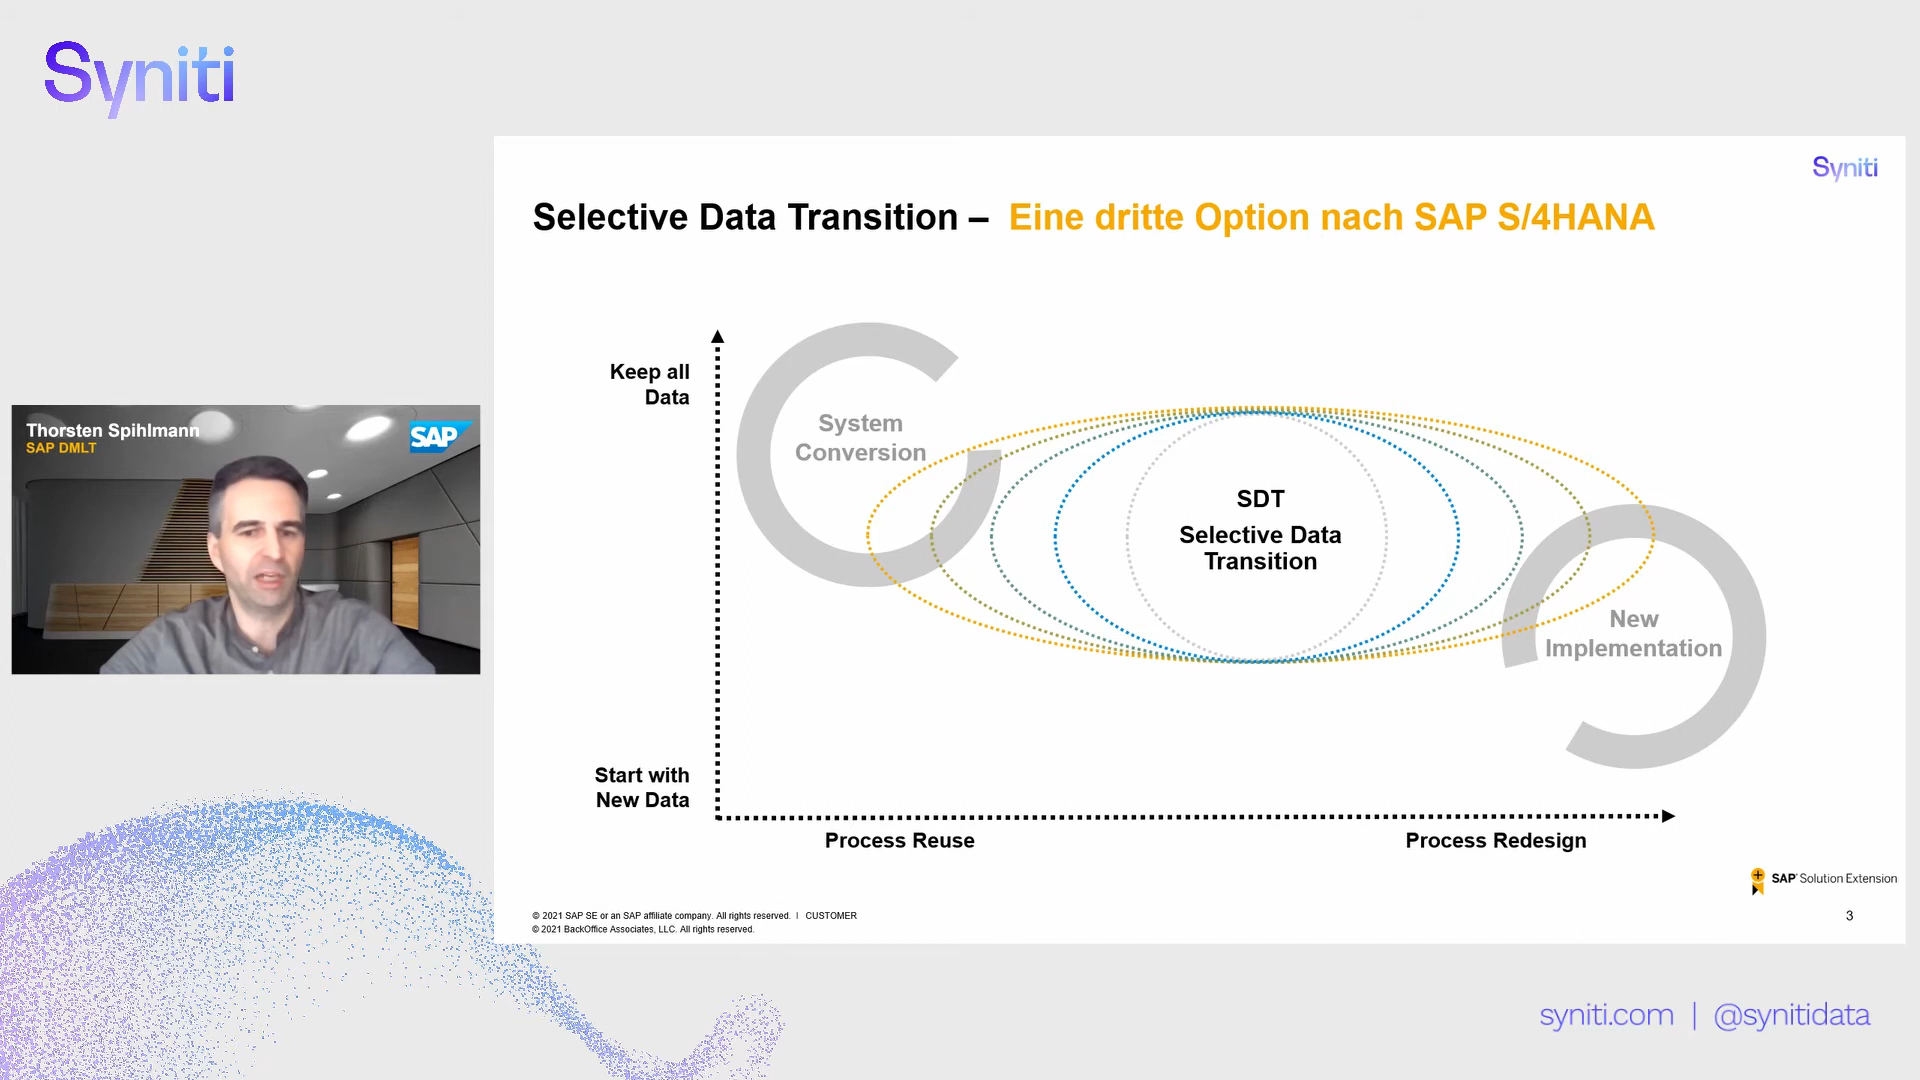 Syniti
Syniti
Selective Data Transition – Eine dritte Option nach SAP S/4HANA
Keep all
Data
System
Conversion
Thorsten Spihlmann
SAP DMLT
SAP
SDT
Selective Data
Transition
New
Implementation
Start with
New Data
Process Reuse
Process Redesign
SAP Solution Extension
© 2021 SAP SE or an SAP affiliate company. All rights reserved. I CUSTOMER
© 2021 BackOffice Associates, LLC. All rights reserved.
3
syniti.com | @synitidata